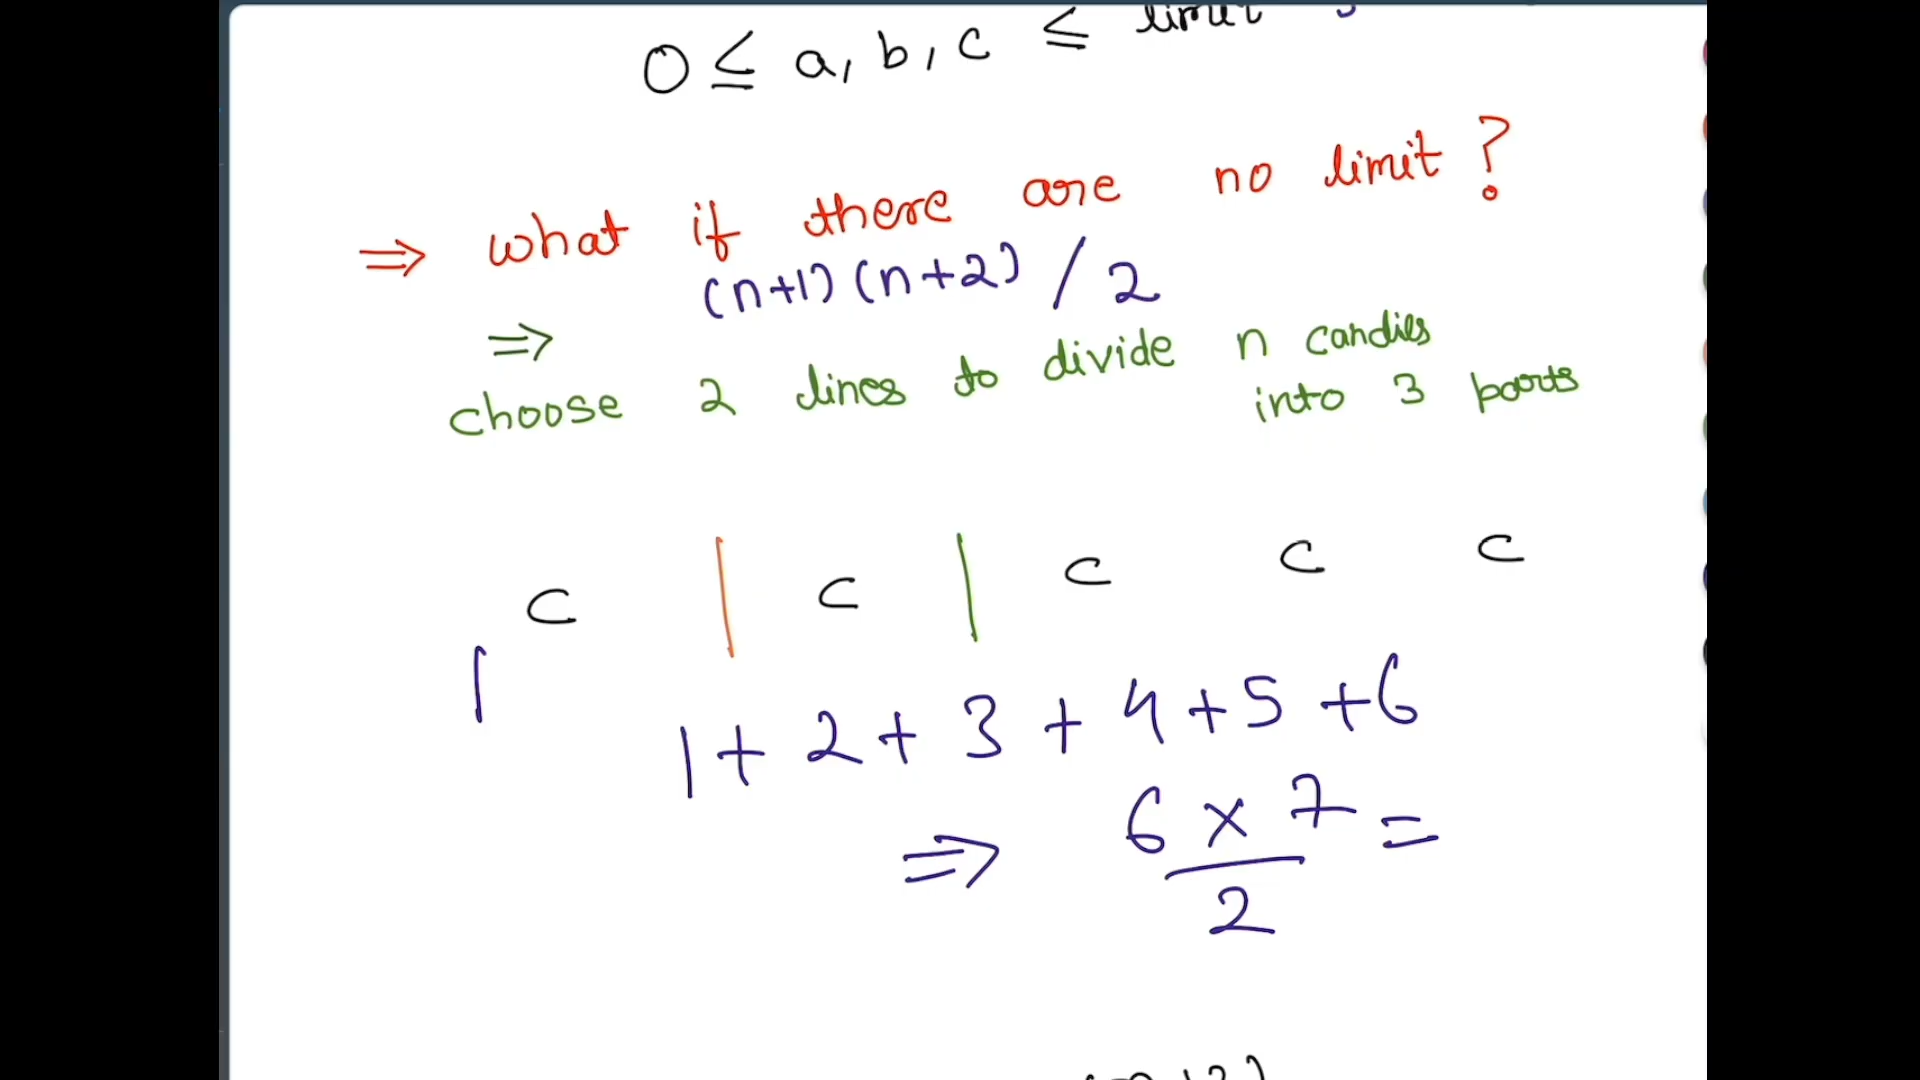 0 ≤ a, b, c ≤ limit
⇒ what if there are no limit?
(n+1) (n+2) / 2
⇒
choose 2 lines to divide n candies
into 3 parts
c | c | c c c
|
1 + 2 + 3 + 4 + 5 + 6
⇒ 6 × 7 =
2